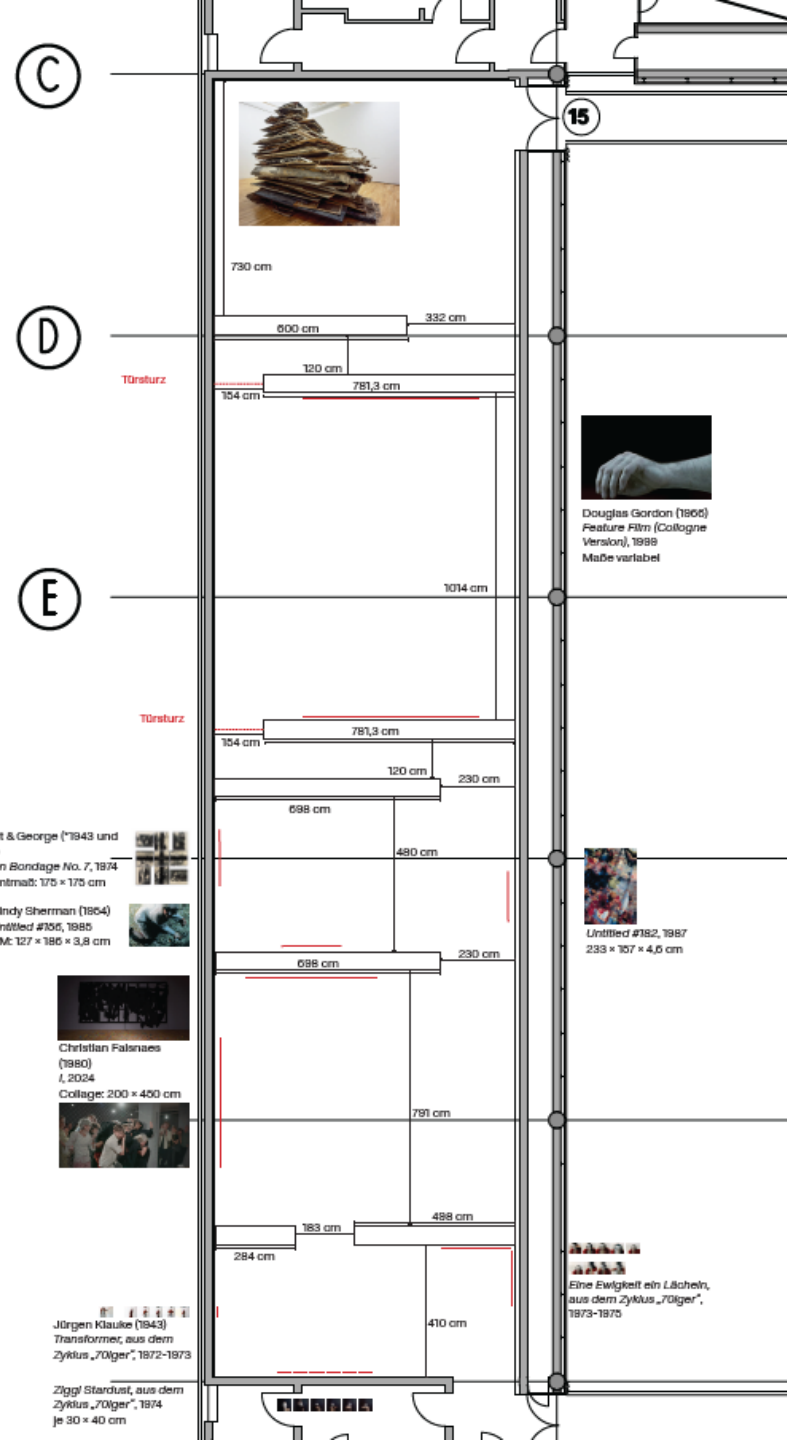 C
15
730 cm
332 cm
D
600 cm
120 cm
Türsturz
781,3 cm
154 cm
Douglas Gordon (1966)
Feature Film (Collogne
Version), 1999
Maße variabel
1014 cm
E
Türsturz
781,3 cm
154 cm
120 cm
230 cm
698 cm
t & George (*1943 und
n Bondage No. 7, 1974
ntmaß: 175 × 175 cm
480 cm
indy Sherman (1954)
ntitled #156, 1985
M: 127 × 186 × 3,8 cm
Untitled #182, 1987
233 × 157 × 4,6 cm
230 cm
698 cm
Christian Falsnaes
(1980)
I, 2024
Collage: 200 × 450 cm
791 cm
498 cm
183 cm
284 cm
Eine Ewigkeit ein Lächeln,
aus dem Zyklus „70iger",
1973-1975
410 cm
Jürgen Klauke (1943)
Transformer, aus dem
Zyklus „70iger", 1972-1973
Ziggi Stardust, aus dem
Zyklus „70iger", 1974
je 30 × 40 cm